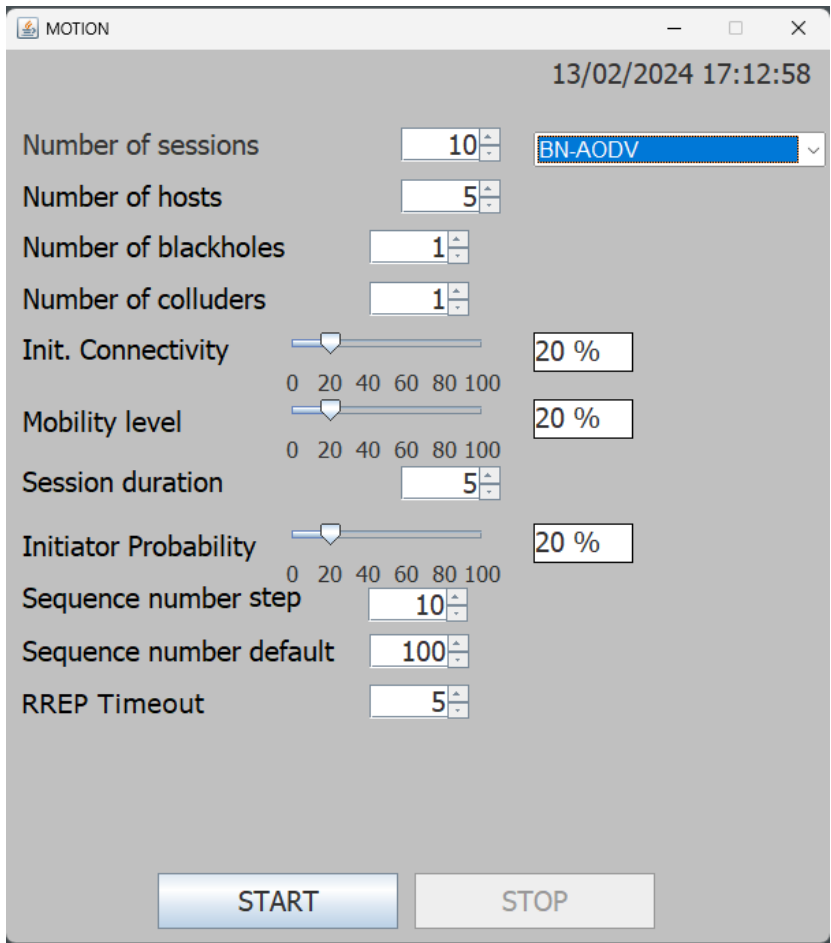 MOTION
13/02/2024 17:12:58
Number of sessions 10 BN-AODV
Number of hosts 5
Number of blackholes 1
Number of colluders 1
Init. Connectivity 20 %
0 20 40 60 80 100
Mobility level 20 %
0 20 40 60 80 100
Session duration 5
Initiator Probability 20 %
0 20 40 60 80 100
Sequence number step 10
Sequence number default 100
RREP Timeout 5
START STOP